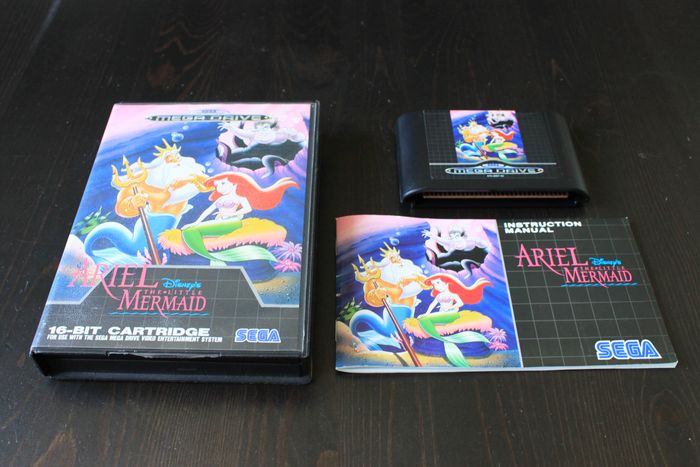 SEGA
MEGA DRIVE
ARIEL
Disney's
THE LITTLE
MERMAID
16-BIT CARTRIDGE
FOR USE WITH THE SEGA MEGA DRIVE VIDEO ENTERTAINMENT SYSTEM
SEGA
MEGA DRIVE
INSTRUCTION
MANUAL
ARIEL
Disney's
THE LITTLE
MERMAID
SEGA